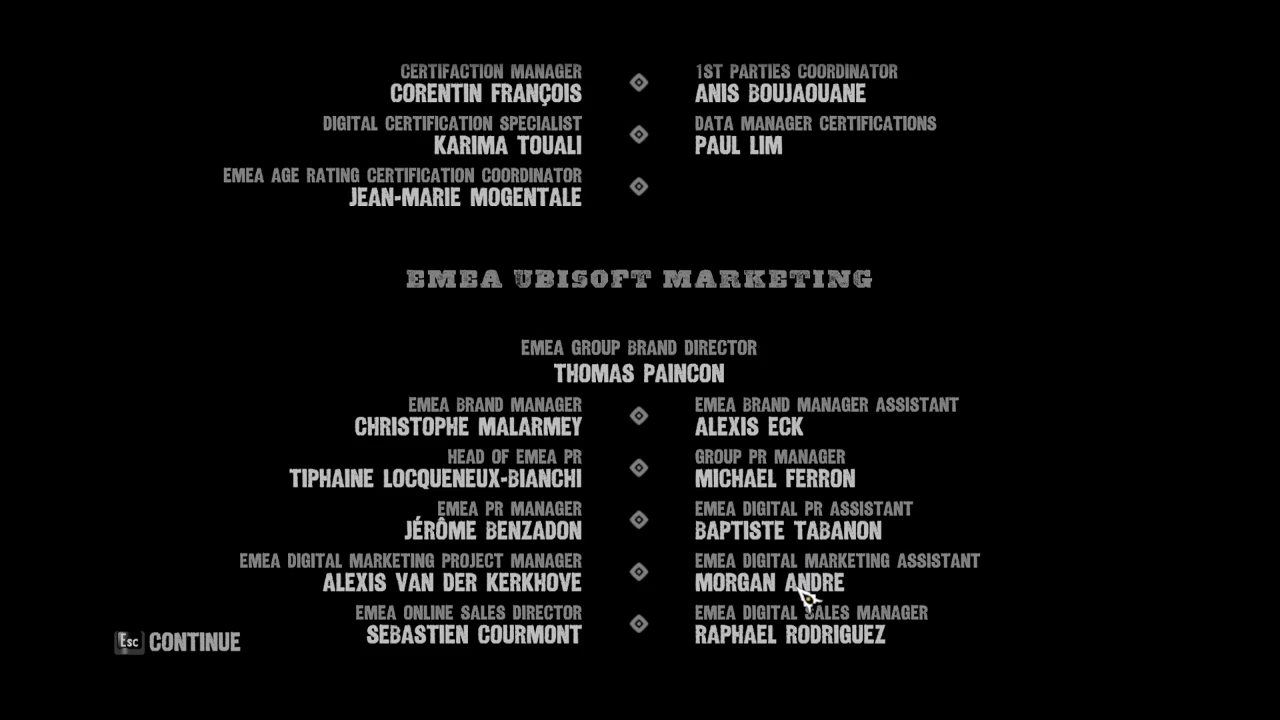 CERTIFACTION MANAGER
CORENTIN FRANÇOIS
1ST PARTIES COORDINATOR
ANIS BOUJAOUANE
DIGITAL CERTIFICATION SPECIALIST
KARIMA TOUALI
DATA MANAGER CERTIFICATIONS
PAUL LIM
EMEA AGE RATING CERTIFICATION COORDINATOR
JEAN-MARIE MOGENTALE
EMEA UBISOFT MARKETING
EMEA GROUP BRAND DIRECTOR
THOMAS PAINCON
EMEA BRAND MANAGER
CHRISTOPHE MALARMEY
EMEA BRAND MANAGER ASSISTANT
ALEXIS ECK
HEAD OF EMEA PR
TIPHAINE LOCQUENEUX-BIANCHI
GROUP PR MANAGER
MICHAEL FERRON
EMEA PR MANAGER
JÉRÔME BENZADON
EMEA DIGITAL PR ASSISTANT
BAPTISTE TABANON
EMEA DIGITAL MARKETING PROJECT MANAGER
ALEXIS VAN DER KERKHOVE
EMEA DIGITAL MARKETING ASSISTANT
MORGAN ANDRE
EMEA ONLINE SALES DIRECTOR
SEBASTIEN COURMONT
EMEA DIGITAL SALES MANAGER
RAPHAEL RODRIGUEZ
Esc CONTINUE